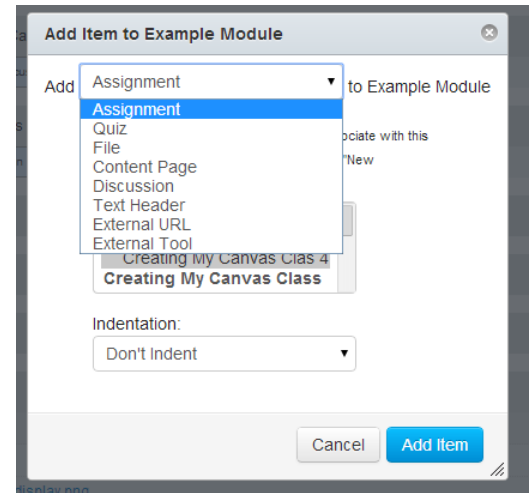 Add Item to Example Module
Add Assignment to Example Module
Assignment
Quiz
File
Content Page
Discussion
Text Header
External URL
External Tool
ociate with this
"New
Creating My Canvas Clas 4
Creating My Canvas Class
Indentation:
Don't Indent
Cancel Add Item
display.png